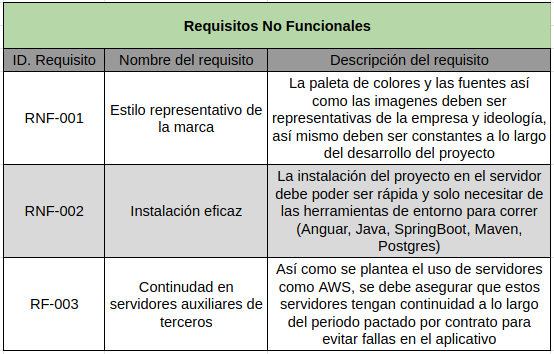 Requisitos No Funcionales
ID. Requisito
Nombre del requisito
Descripción del requisito
RNF-001
Estilo representativo de
la marca
La paleta de colores y las fuentes así
como las imagenes deben ser
representativas de la empresa y ideología,
así mismo deben ser constantes a lo largo
del desarrollo del proyecto
RNF-002
Instalación eficaz
La instalación del proyecto en el servidor
debe poder ser rápida y solo necesitar de
las herramientas de entorno para correr
(Anguar, Java, SpringBoot, Maven,
Postgres)
RF-003
Continudad en
servidores auxiliares de
terceros
Así como se plantea el uso de servidores
como AWS, se debe asegurar que estos
servidores tengan continuidad a lo largo
del periodo pactado por contrato para
evitar fallas en el aplicativo